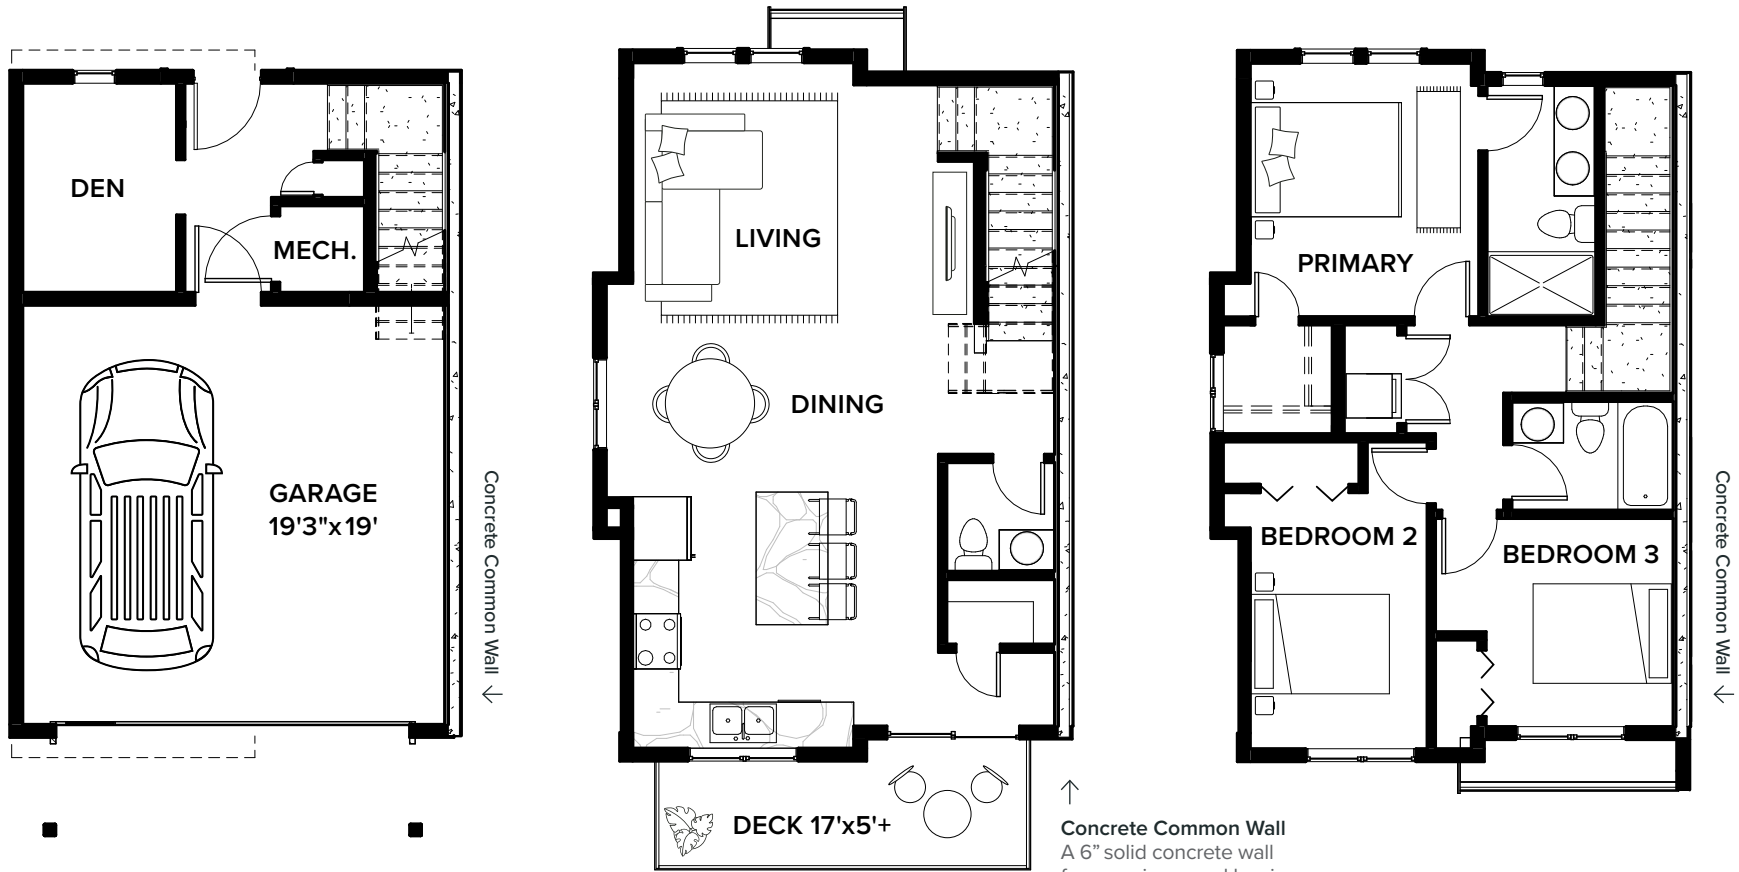 DEN
MECH.
GARAGE
19'3"x 19'
Concrete Common Wall ↓
LIVING
DINING
DECK 17'x5'+
↑
Concrete Common Wall
A 6” solid concrete wall
PRIMARY
BEDROOM 2
BEDROOM 3
Concrete Common Wall ↓